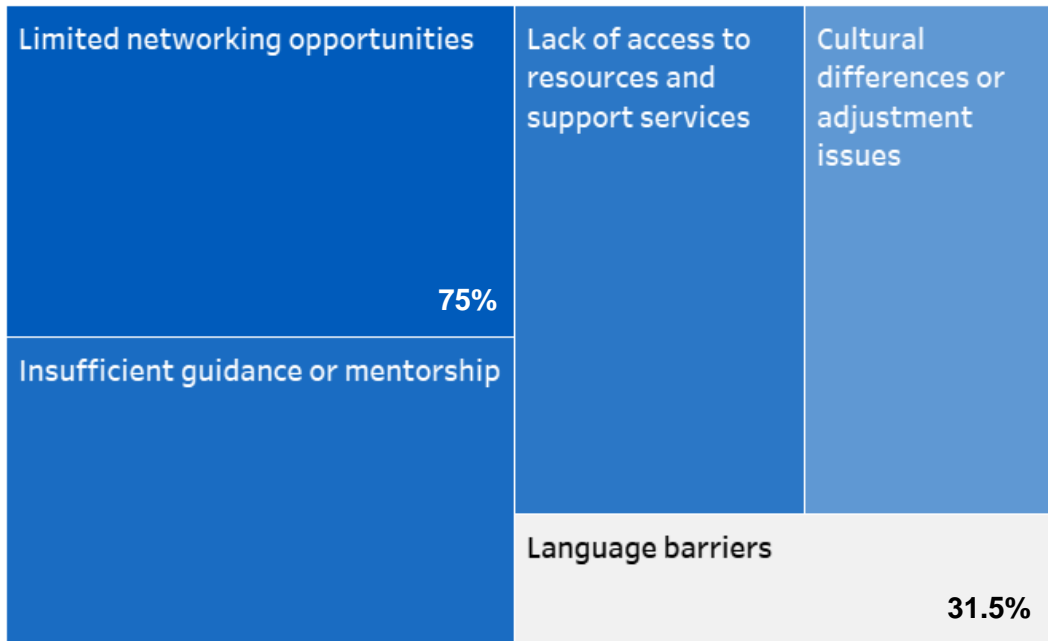 Limited networking opportunities
75%
Insufficient guidance or mentorship
Lack of access to
resources and
support services
Cultural
differences or
adjustment
issues
Language barriers
31.5%